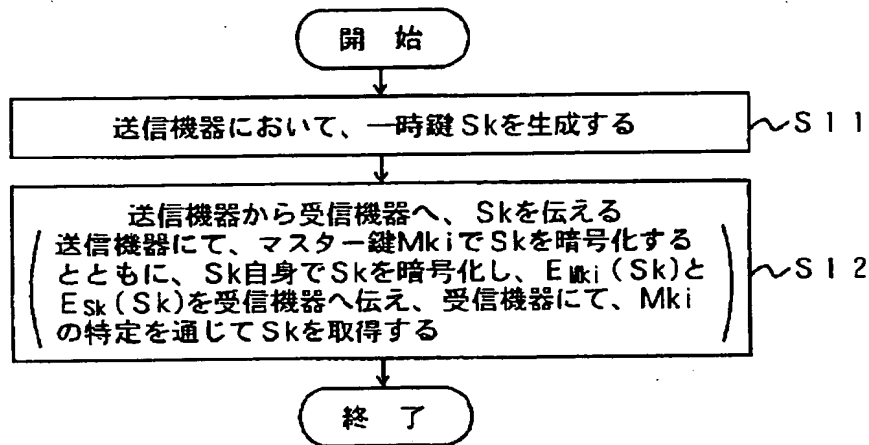 開 始
送信機器において、一時鍵Skを生成する
S11
送信機器から受信機器へ、Skを伝える
送信機器にて、マスター鍵Mkiで Skを暗号化する
とともに、Sk自身でSkを暗号化し、EMki(Sk)と
ESk(Sk)を受信機器へ伝え、受信機器にて、Mki
の特定を通じてSkを取得する
S12
終 了